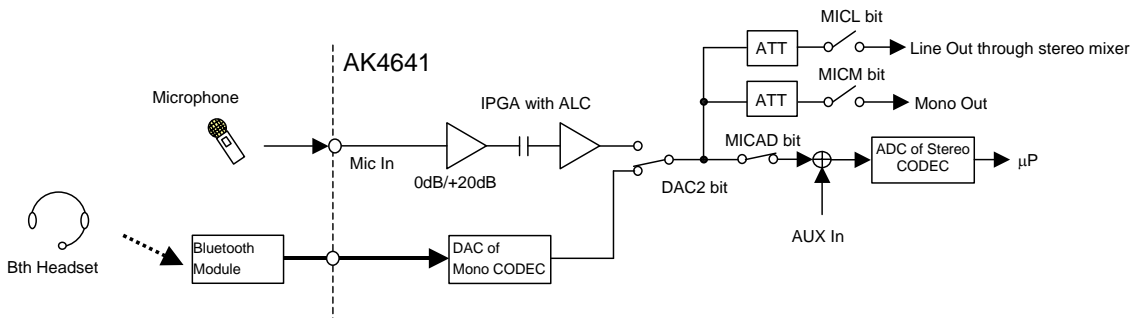 MICL bit
ATT
Line Out through stereo mixer
AK4641
MICM bit
Microphone
IPGA with ALC
ATT
Mono Out
MICAD bit
ADC of Stereo
CODEC
Mic In
μP
0dB/+20dB
DAC2 bit
AUX In
Bluetooth
Module
DAC of
Mono CODEC
Bth Headset